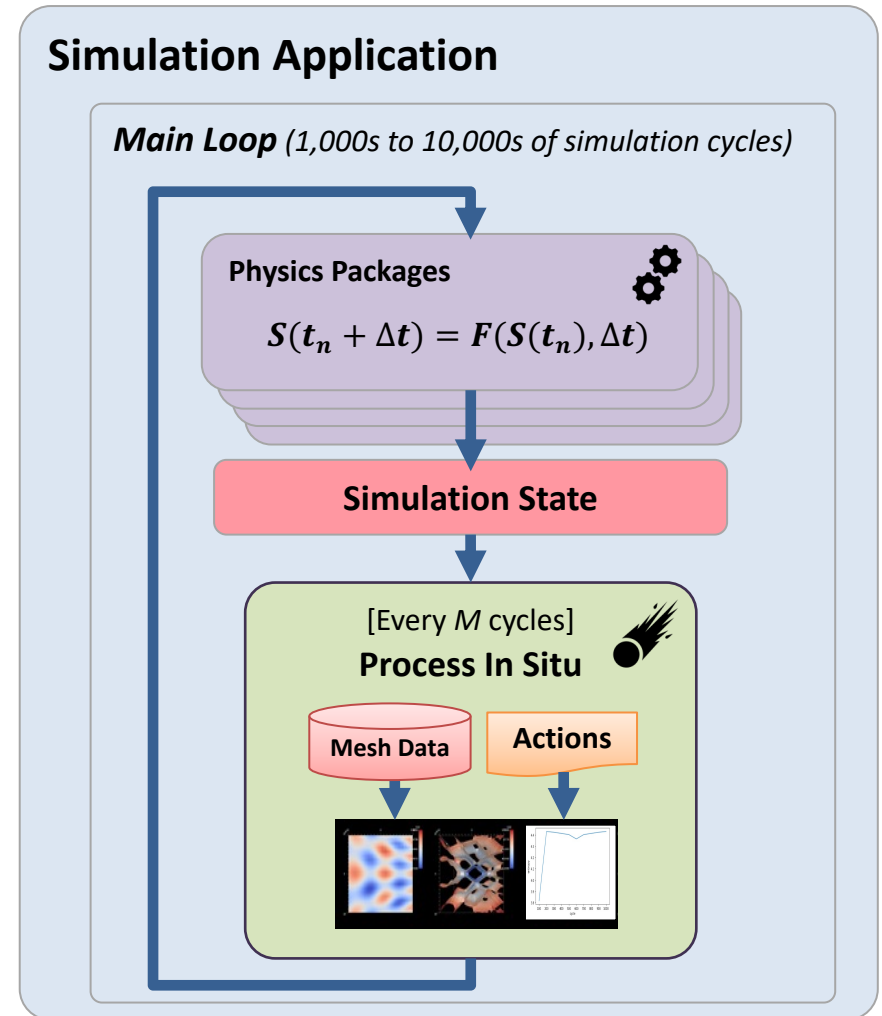 Simulation Application
Main Loop (1,000s to 10,000s of simulation cycles)
Physics Packages
S(tₙ + Δt) = F(S(tₙ), Δt)
Simulation State
[Every M cycles]
Process In Situ
Mesh Data
Actions